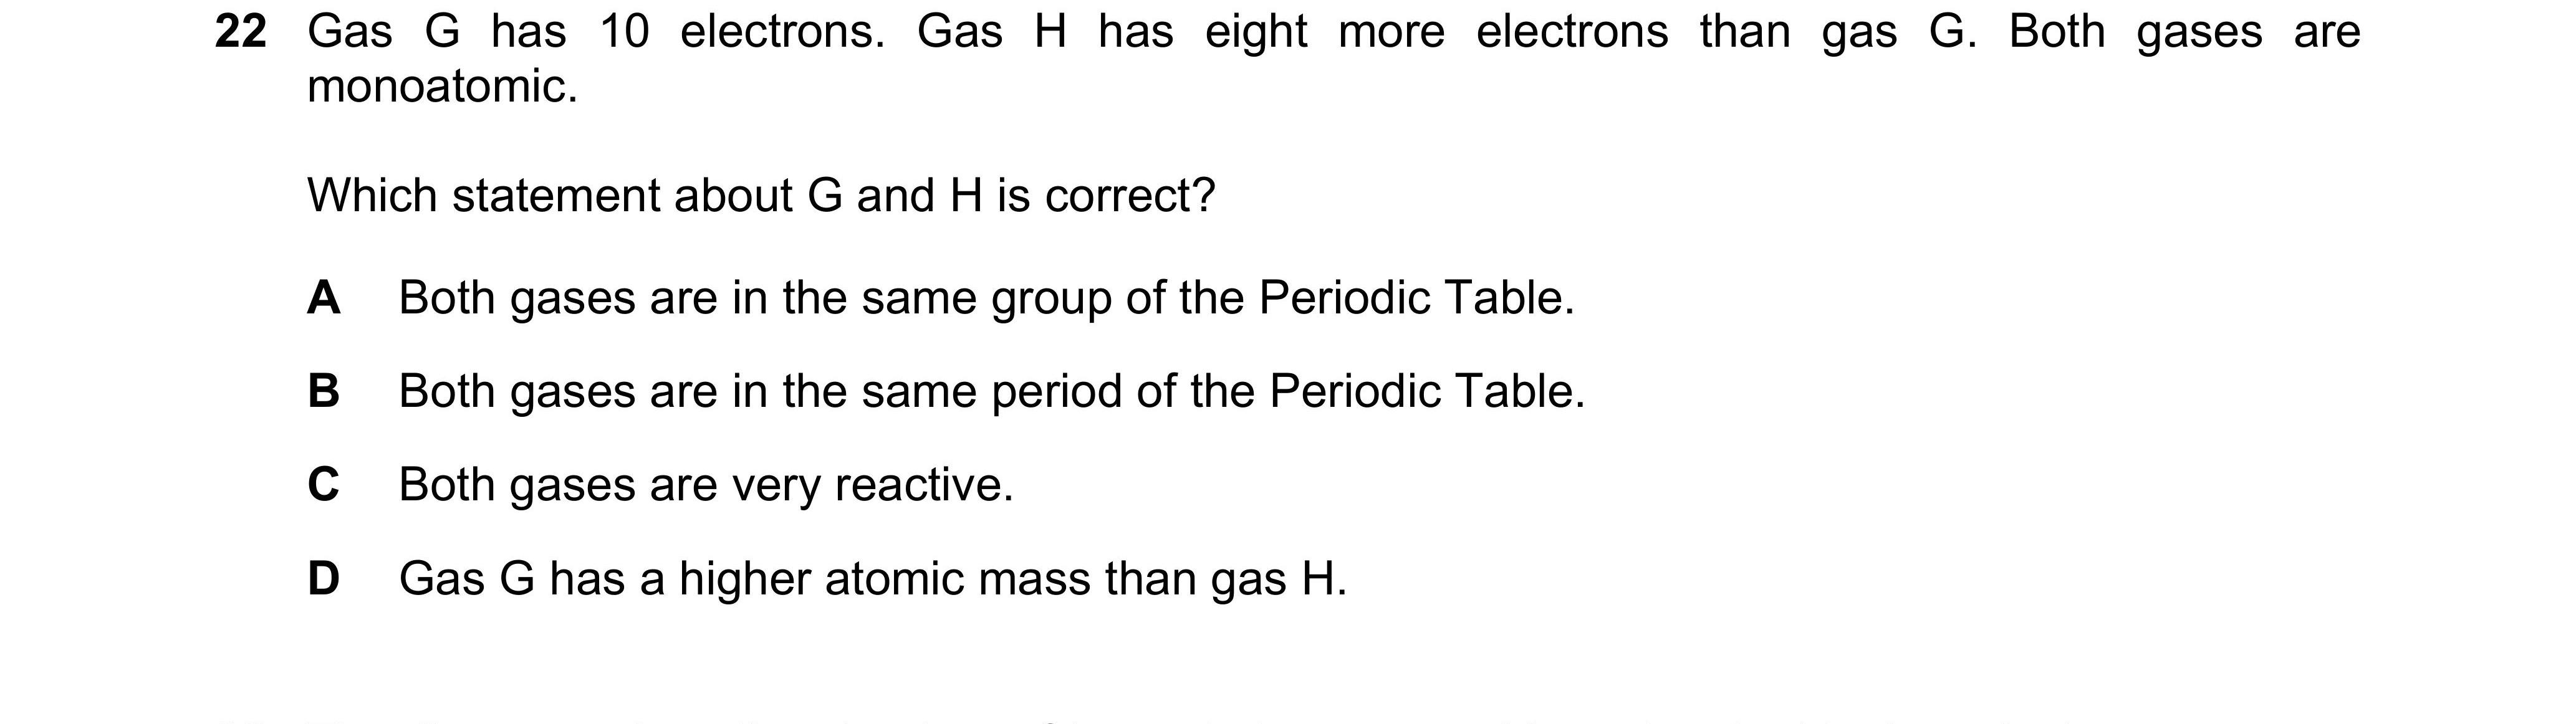 22 Gas G has 10 electrons. Gas H has eight more electrons than gas G. Both gases are
monoatomic.
Which statement about G and H is correct?
A Both gases are in the same group of the Periodic Table.
B Both gases are in the same period of the Periodic Table.
C Both gases are very reactive.
D Gas G has a higher atomic mass than gas H.